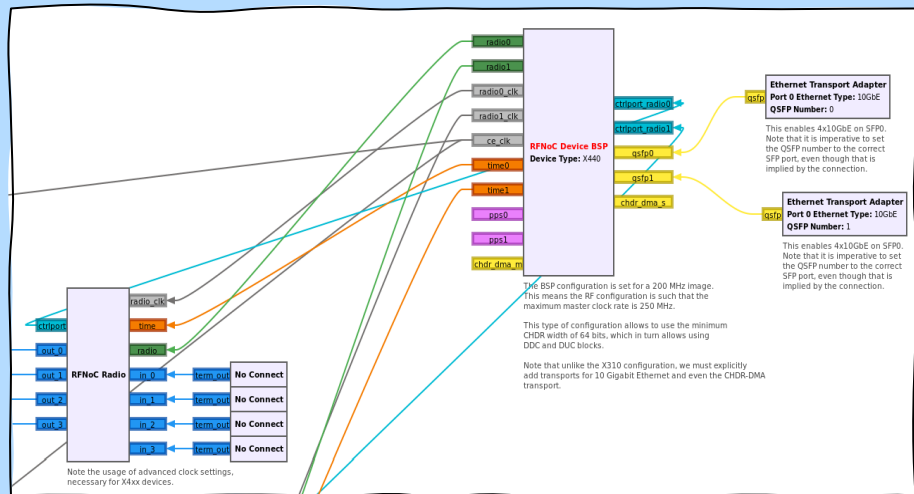 radio0
radio1
radio0_clk
radio1_clk
ce_clk
time0
time1
pps0
pps1
chdr_dma_m
RFNoC Device BSP
Device Type: X440
ctrlport_radio0
ctrlport_radio1
qsfp0
qsfp1
chdr_dma_s
The BSP configuration is set for a 200 MHz image.
This means the RF configuration is such that the
maximum master clock rate is 250 MHz.
This type of configuration allows to use the minimum
CHDR width of 64 bits, which in turn allows using
DDC and DUC blocks.
Note that unlike the X310 configuration, we must explicitly
add transports for 10 Gigabit Ethernet and even the CHDR-DMA
transport.
qsfp
Ethernet Transport Adapter
Port 0 Ethernet Type: 10GbE
QSFP Number: 0
This enables 4x10GbE on SFP0.
Note that it is imperative to set
the QSFP number to the correct
SFP port, even though that is
implied by the connection.
qsfp
Ethernet Transport Adapter
Port 0 Ethernet Type: 10GbE
QSFP Number: 1
This enables 4x10GbE on SFP0.
Note that it is imperative to set
the QSFP number to the correct
SFP port, even though that is
implied by the connection.
ctrlport
out_0
out_1
out_2
out_3
RFNoC Radio
radio_clk
time
radio
in_0
in_1
in_2
in_3
term_out
No Connect
term_out
No Connect
term_out
No Connect
term_out
No Connect
Note the usage of advanced clock settings,
necessary for X4xx devices.